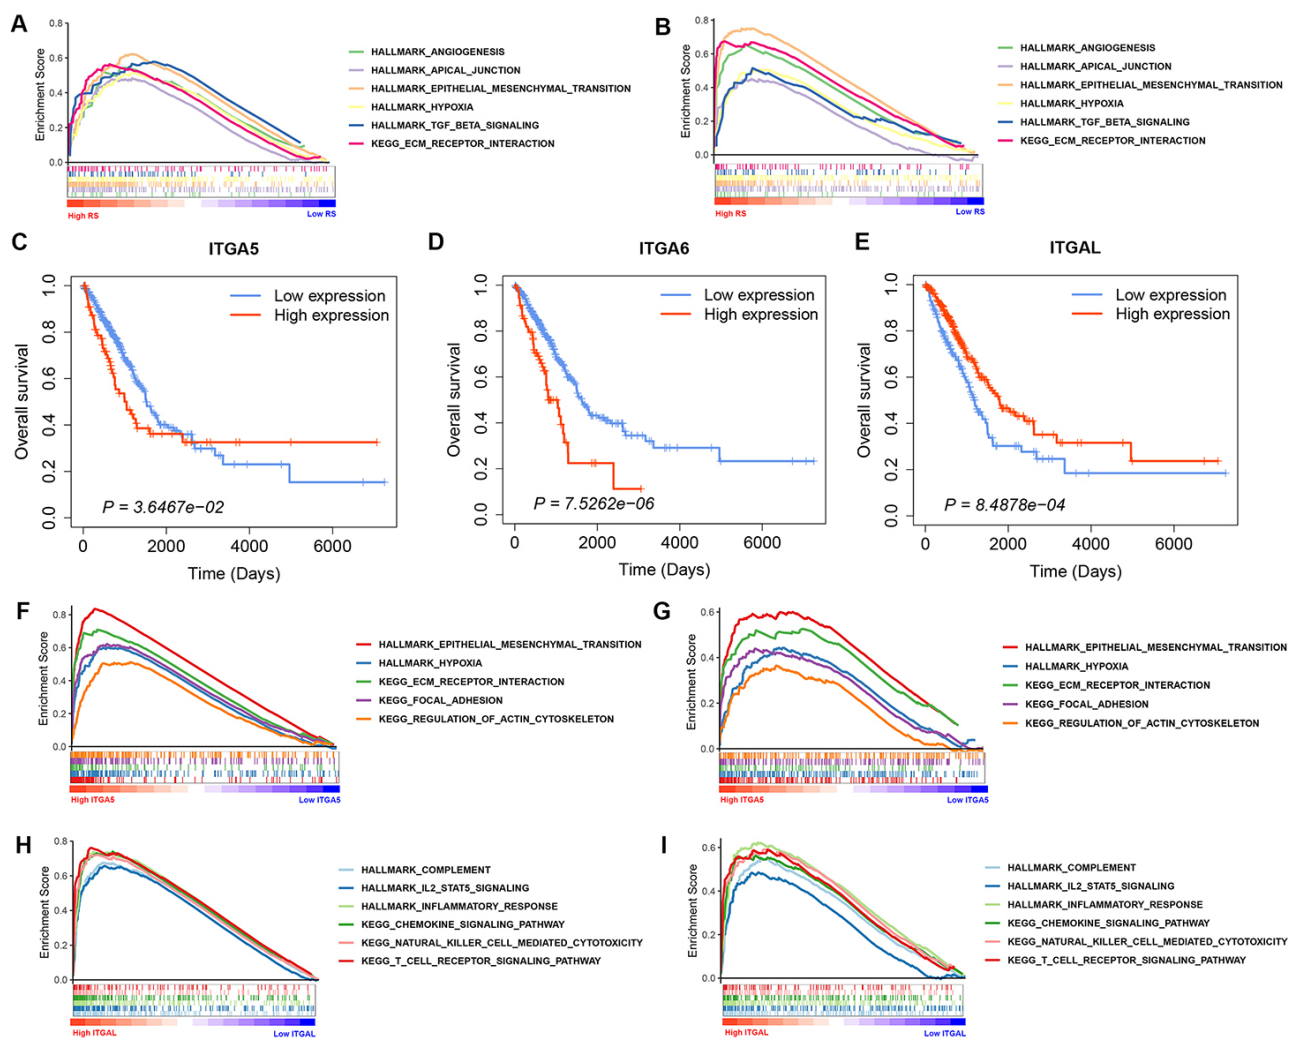 A
Enrichment Score
0.8
0.6
0.4
0.2
0.0
HALLMARK_ANGIOGENESIS
HALLMARK_APICAL_JUNCTION
HALLMARK_EPITHELIAL_MESENCHYMAL_TRANSITION
HALLMARK_HYPOXIA
HALLMARK_TGF_BETA_SIGNALING
KEGG_ECM_RECEPTOR_INTERACTION
High RS
Low RS
B
Enrichment Score
0.8
0.6
0.4
0.2
0.0
HALLMARK_ANGIOGENESIS
HALLMARK_APICAL_JUNCTION
HALLMARK_EPITHELIAL_MESENCHYMAL_TRANSITION
HALLMARK_HYPOXIA
HALLMARK_TGF_BETA_SIGNALING
KEGG_ECM_RECEPTOR_INTERACTION
High RS
Low RS
C
ITGA5
Overall survival
1.0
0.8
0.6
0.4
0.2
0.0
Low expression
High expression
P = 3.6467e−02
0 2000 4000 6000
Time (Days)
D
ITGA6
Overall survival
1.0
0.8
0.6
0.4
0.2
0.0
Low expression
High expression
P = 7.5262e−06
0 2000 4000 6000
Time (Days)
E
ITGAL
Overall survival
1.0
0.8
0.6
0.4
0.2
0.0
Low expression
High expression
P = 8.4878e−04
0 2000 4000 6000
Time (Days)
F
Enrichment Score
0.8
0.6
0.4
0.2
0.0
HALLMARK_EPITHELIAL_MESENCHYMAL_TRANSITION
HALLMARK_HYPOXIA
KEGG_ECM_RECEPTOR_INTERACTION
KEGG_FOCAL_ADHESION
KEGG_REGULATION_OF_ACTIN_CYTOSKELETON
High ITGA5
Low ITGA5
G
Enrichment Score
0.6
0.4
0.2
0.0
HALLMARK_EPITHELIAL_MESENCHYMAL_TRANSITION
HALLMARK_HYPOXIA
KEGG_ECM_RECEPTOR_INTERACTION
KEGG_FOCAL_ADHESION
KEGG_REGULATION_OF_ACTIN_CYTOSKELETON
High ITGA5
Low ITGA5
H
Enrichment Score
0.8
0.6
0.4
0.2
0.0
HALLMARK_COMPLEMENT
HALLMARK_IL2_STAT5_SIGNALING
HALLMARK_INFLAMMATORY_RESPONSE
KEGG_CHEMOKINE_SIGNALING_PATHWAY
KEGG_NATURAL_KILLER_CELL_MEDIATED_CYTOTOXICITY
KEGG_T_CELL_RECEPTOR_SIGNALING_PATHWAY
High ITGAL
Low ITGAL
I
Enrichment Score
0.6
0.4
0.2
0.0
HALLMARK_COMPLEMENT
HALLMARK_IL2_STAT5_SIGNALING
HALLMARK_INFLAMMATORY_RESPONSE
KEGG_CHEMOKINE_SIGNALING_PATHWAY
KEGG_NATURAL_KILLER_CELL_MEDIATED_CYTOTOXICITY
KEGG_T_CELL_RECEPTOR_SIGNALING_PATHWAY
High ITGAL
Low ITGAL